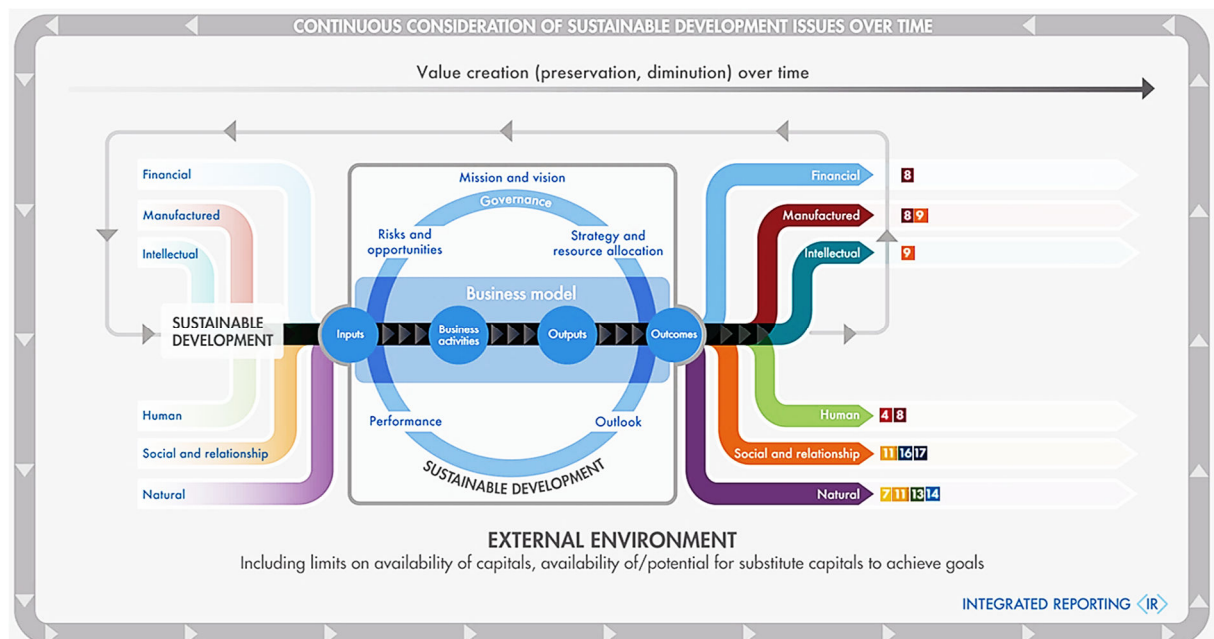 CONTINUOUS CONSIDERATION OF SUSTAINABLE DEVELOPMENT ISSUES OVER TIME
Value creation (preservation, diminution) over time
Financial
Manufactured
Intellectual
SUSTAINABLE
DEVELOPMENT
Human
Social and relationship
Natural
Mission and vision
Governance
Risks and
opportunities
Strategy and
resource allocation
Business model
Inputs
Business
activities
Outputs
Outcomes
Performance
Outlook
SUSTAINABLE DEVELOPMENT
Financial 8
Manufactured 8 9
Intellectual 9
Human 4 8
Social and relationship 11 16 17
Natural 7 11 13 14
EXTERNAL ENVIRONMENT
Including limits on availability of capitals, availability of/potential for substitute capitals to achieve goals
INTEGRATED REPORTING <IR>